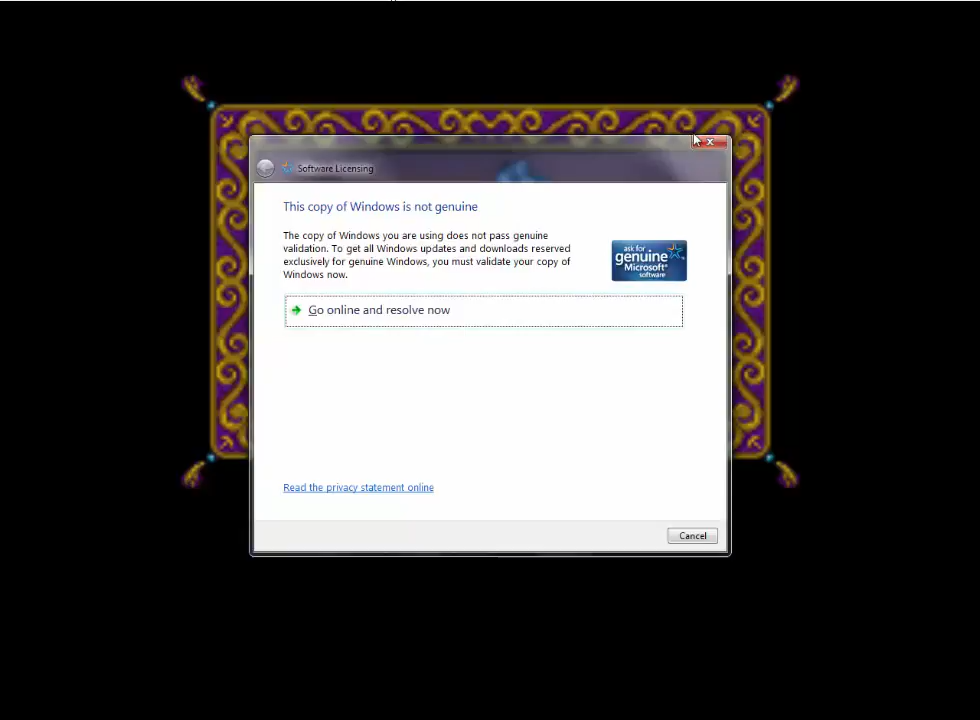 Software Licensing
This copy of Windows is not genuine
The copy of Windows you are using does not pass genuine
validation. To get all Windows updates and downloads reserved
exclusively for genuine Windows, you must validate your copy of
Windows now.
ask for
genuine
Microsoft®
software
Go online and resolve now
Read the privacy statement online
Cancel